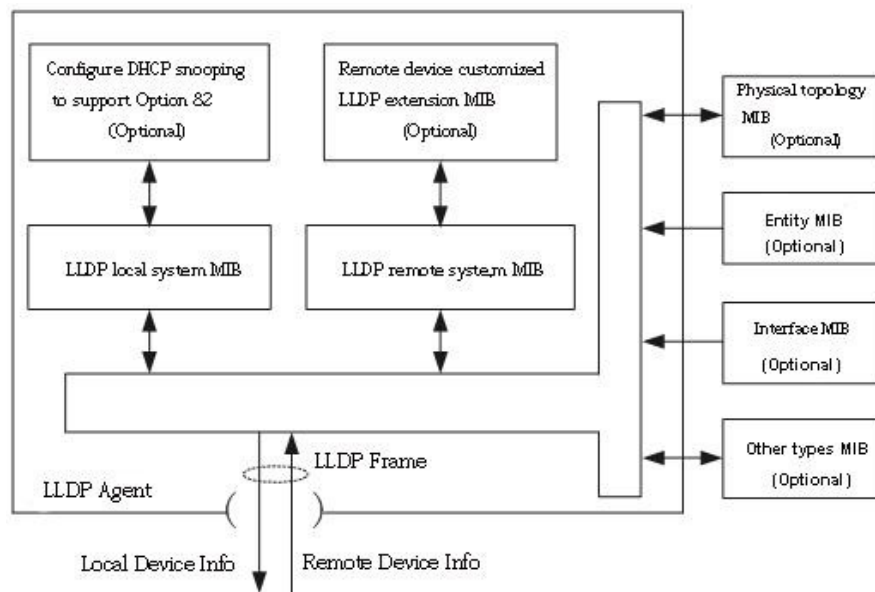 Configure DHCP snooping
to support Option 82
(Optional)
Remote device customized
LLDP extension MIB
(Optional)
Physical topology
MIB
(Optional)
LLDP local system MIB
LLDP remote syste,m MIB
Entity MIB
(Optional)
Interface MIB
(Optional)
Other types MIB
(Optional)
LLDP Frame
LLDP Agent
Local Device Info
Remote Device Info